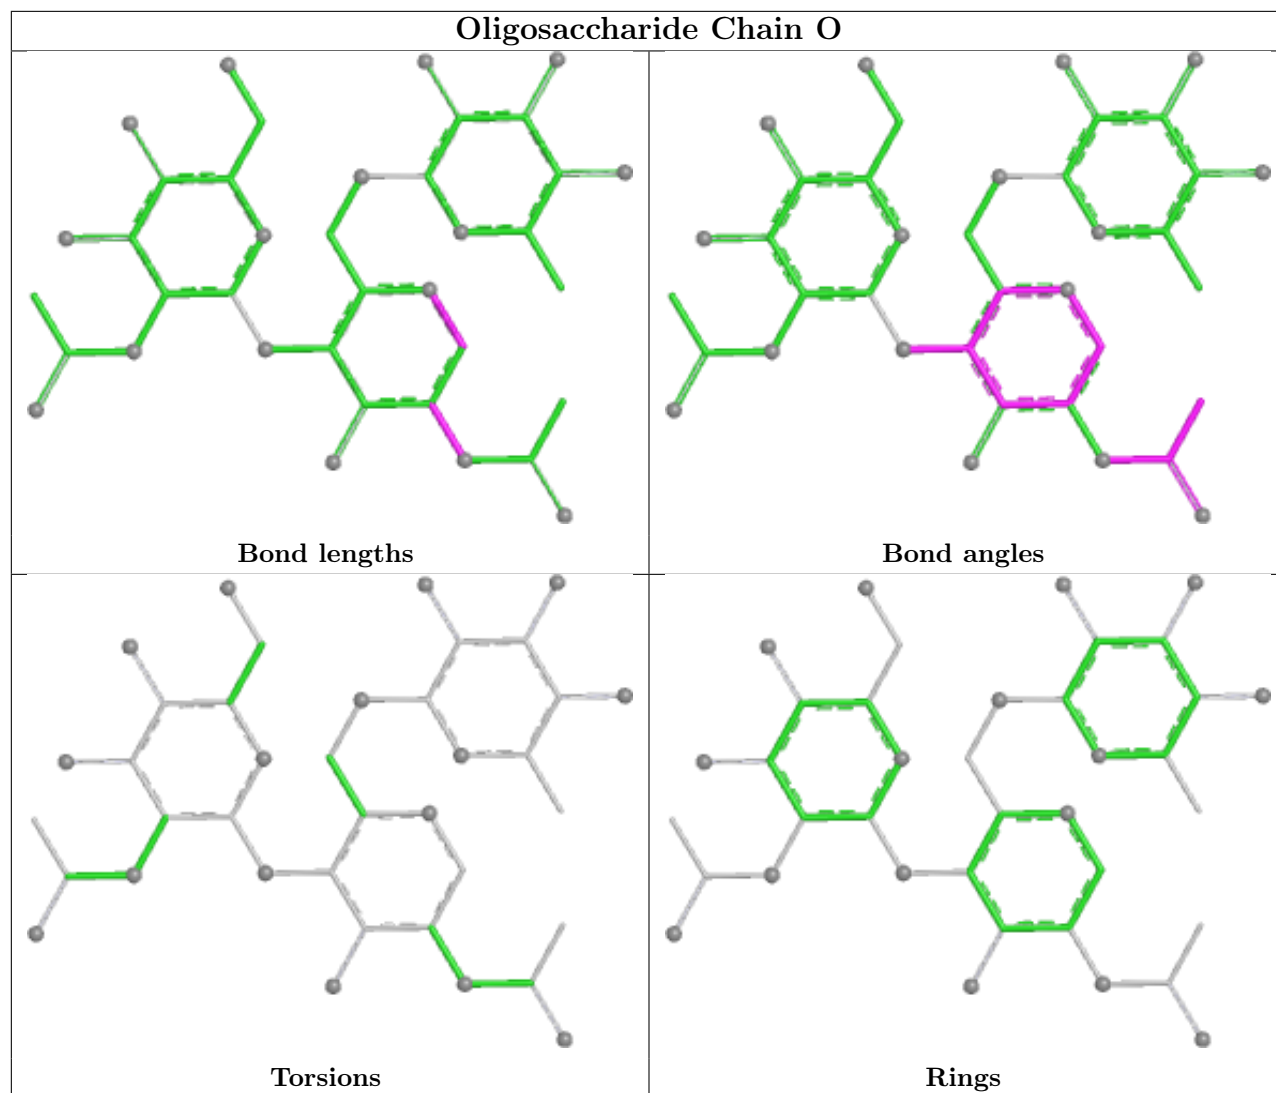 Oligosaccharide Chain O
Bond lengths
Bond angles
Torsions
Rings